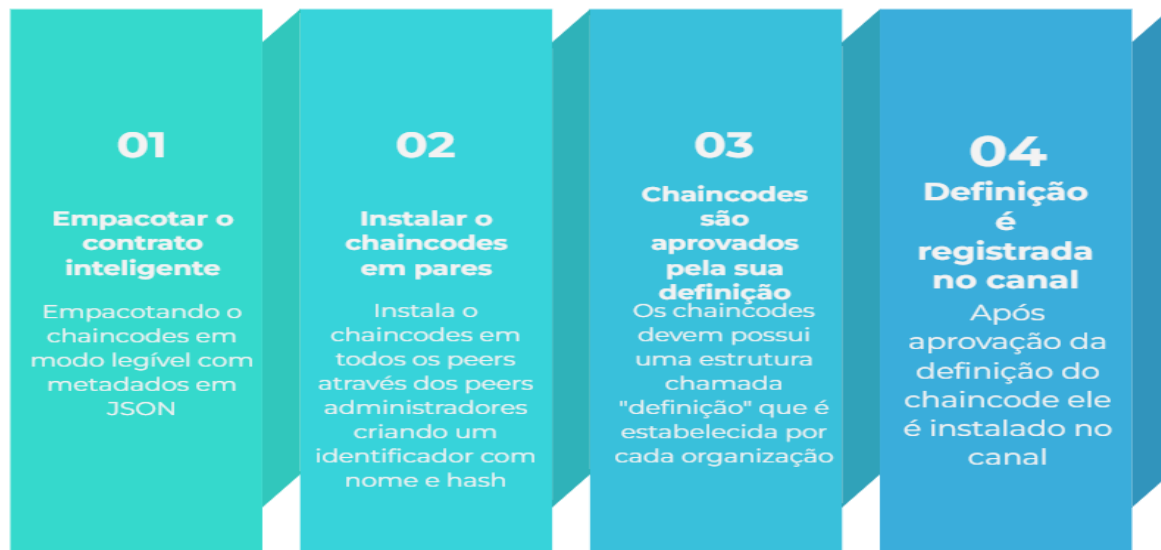 01
Empacotar o
contrato
inteligente
Empacotando o
chaincodes em
modo legível com
metadados em
JSON
02
Instalar o
chaincodes
em pares
Instala o
chaincodes em
todos os peers
através dos peers
administradores
criando um
identificador com
nome e hash
03
Chaincodes
são
aprovados
pela sua
definição
Os chaincodes
devem possui
uma estrutura
chamada
"definição" que é
estabelecida por
cada organização
04
Definição
é
registrada
no canal
Após
aprovação da
definição do
chaincode ele
é instalado no
canal